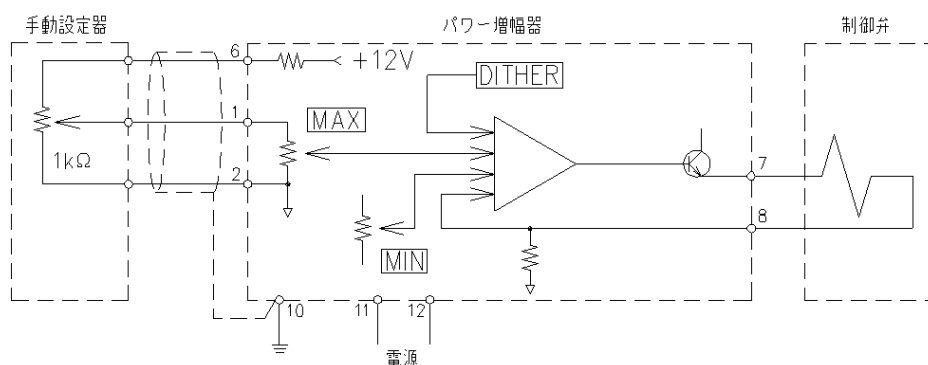 手動設定器
パワー増幅器
制御弁
6
+12V
DITHER
1
MAX
1kΩ
2
7
8
MIN
10
11
12
電源